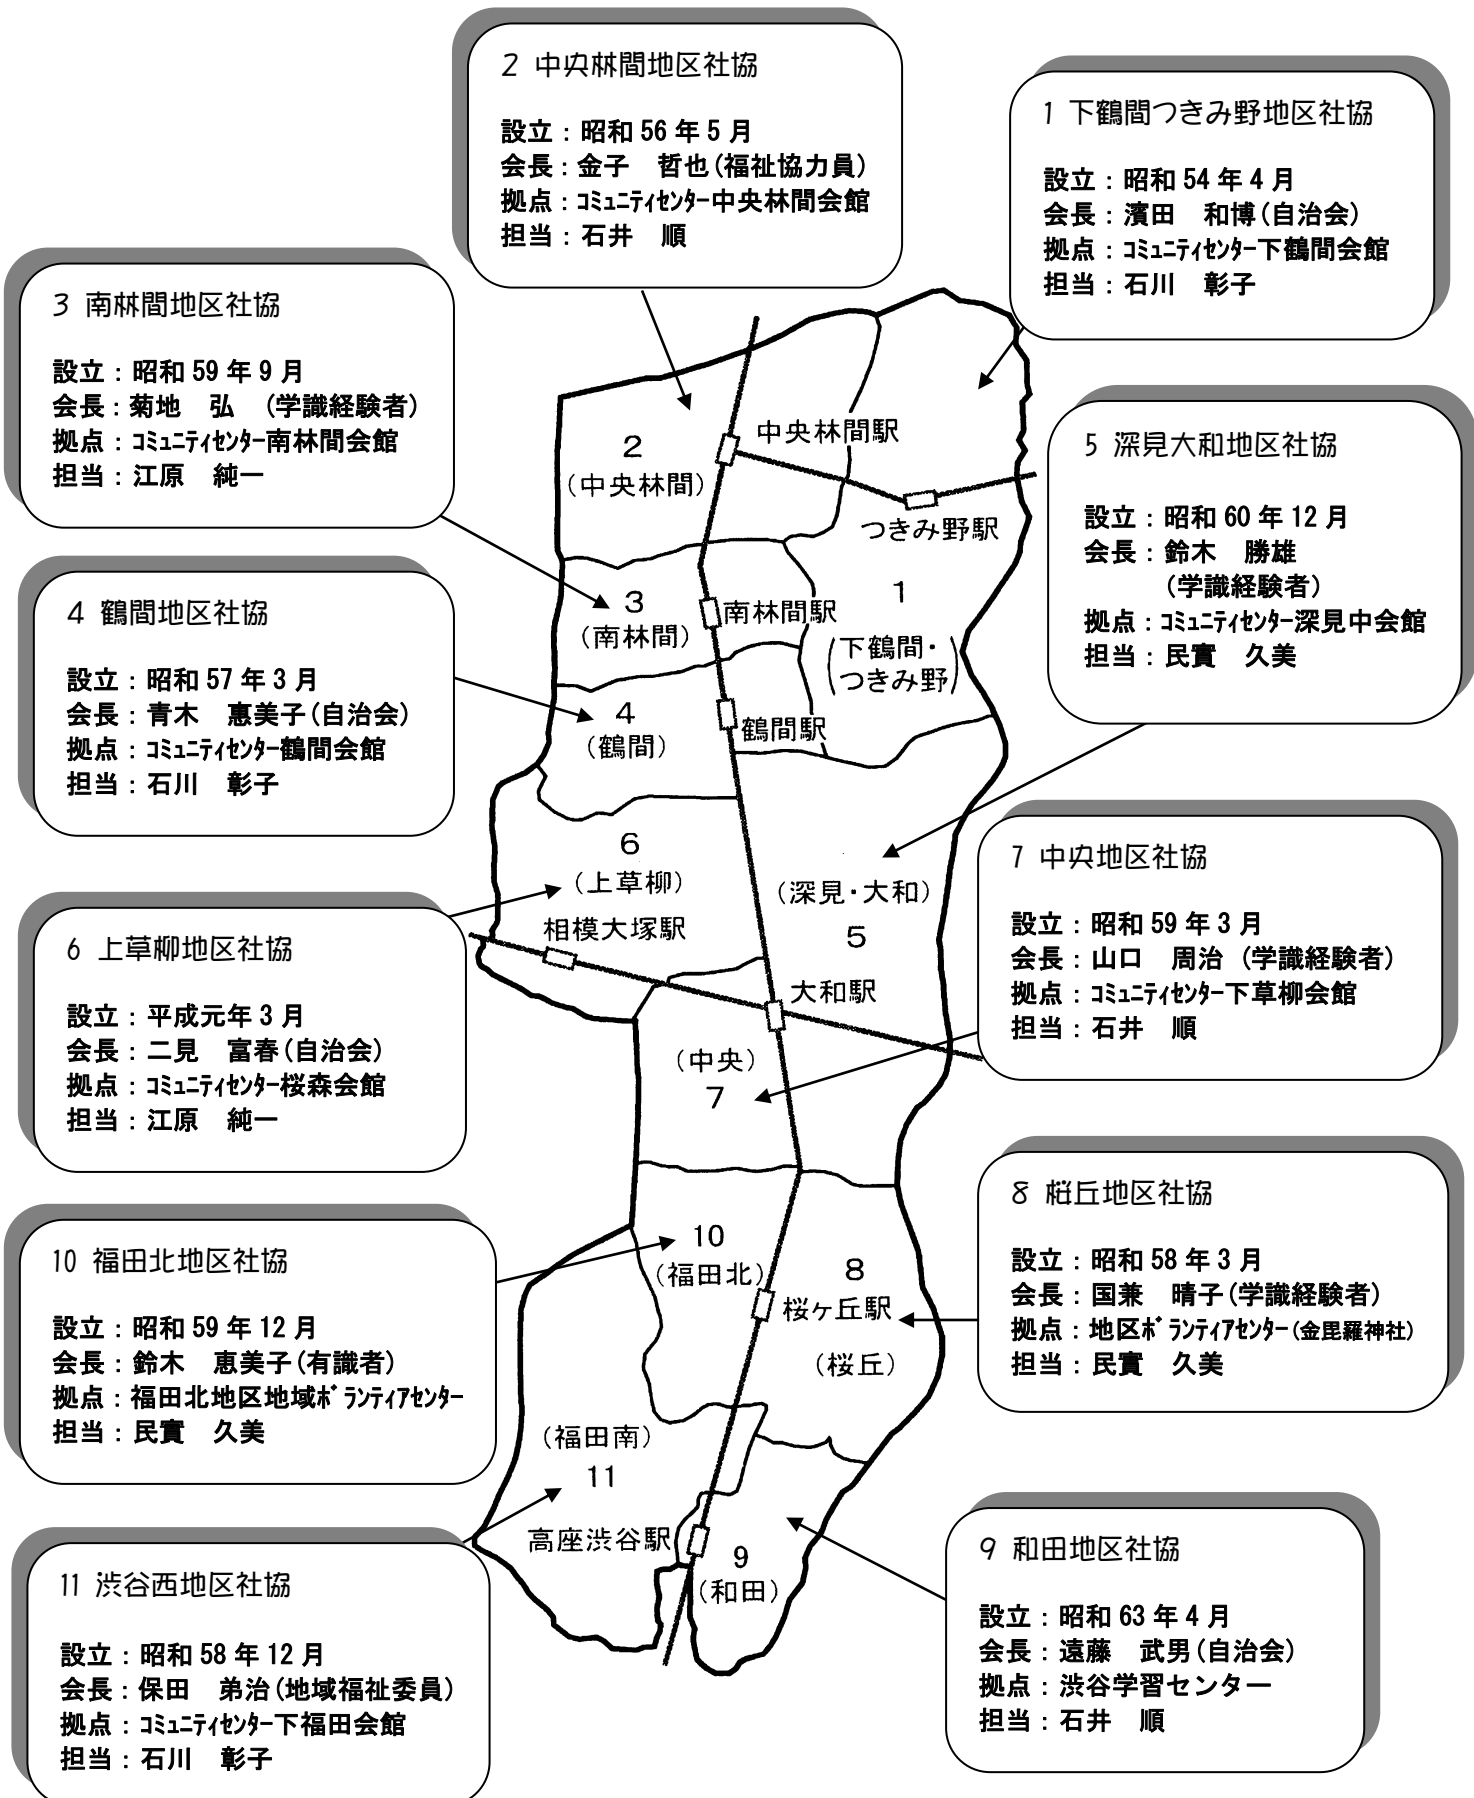 2 中央林間地区社協
設立：昭和 56 年 5 月
会長：金子　哲也(福祉協力員)
拠点：ｺﾐｭﾆﾃｨｾﾝﾀｰ中央林間会館
担当：石井　順
1 下鶴間つきみ野地区社協
設立：昭和 54 年 4 月
会長：濱田　和博(自治会)
拠点：ｺﾐｭﾆﾃｨｾﾝﾀｰ下鶴間会館
担当：石川　彰子
3 南林間地区社協
設立：昭和 59 年 9 月
会長：菊地　弘　(学識経験者)
拠点：ｺﾐｭﾆﾃｨｾﾝﾀｰ南林間会館
担当：江原　純一
5 深見大和地区社協
設立：昭和 60 年 12 月
会長：鈴木　勝雄
(学識経験者)
拠点：ｺﾐｭﾆﾃｨｾﾝﾀｰ深見中会館
担当：民實　久美
4 鶴間地区社協
設立：昭和 57 年 3 月
会長：青木　恵美子(自治会)
拠点：ｺﾐｭﾆﾃｨｾﾝﾀｰ鶴間会館
担当：石川　彰子
7 中央地区社協
設立：昭和 59 年 3 月
会長：山口　周治 (学識経験者)
拠点：ｺﾐｭﾆﾃｨｾﾝﾀｰ下草柳会館
担当：石井　順
6 上草柳地区社協
設立：平成元年 3 月
会長：二見　富春(自治会)
拠点：ｺﾐｭﾆﾃｨｾﾝﾀｰ桜森会館
担当：江原　純一
8 桜丘地区社協
設立：昭和 58 年 3 月
会長：国兼　晴子(学識経験者)
拠点：地区ﾎﾞﾗﾝﾃｨｱｾﾝﾀｰ(金毘羅神社)
担当：民實　久美
10 福田北地区社協
設立：昭和 59 年 12 月
会長：鈴木　恵美子(有識者)
拠点：福田北地区地域ﾎﾞﾗﾝﾃｨｱｾﾝﾀｰ
担当：民實　久美
9 和田地区社協
設立：昭和 63 年 4 月
会長：遠藤　武男(自治会)
拠点：渋谷学習センター
担当：石井　順
11 渋谷西地区社協
設立：昭和 58 年 12 月
会長：保田　弟治(地域福祉委員)
拠点：ｺﾐｭﾆﾃｨｾﾝﾀｰ下福田会館
担当：石川　彰子
中央林間駅
2
(中央林間)
つきみ野駅
1
(下鶴間・
つきみ野)
3
(南林間)
南林間駅
4
(鶴間)
鶴間駅
6
(上草柳)
相模大塚駅
(深見・大和)
5
大和駅
(中央)
7
10
(福田北)
8
桜ヶ丘駅
(桜丘)
(福田南)
11
高座渋谷駅
9
(和田)